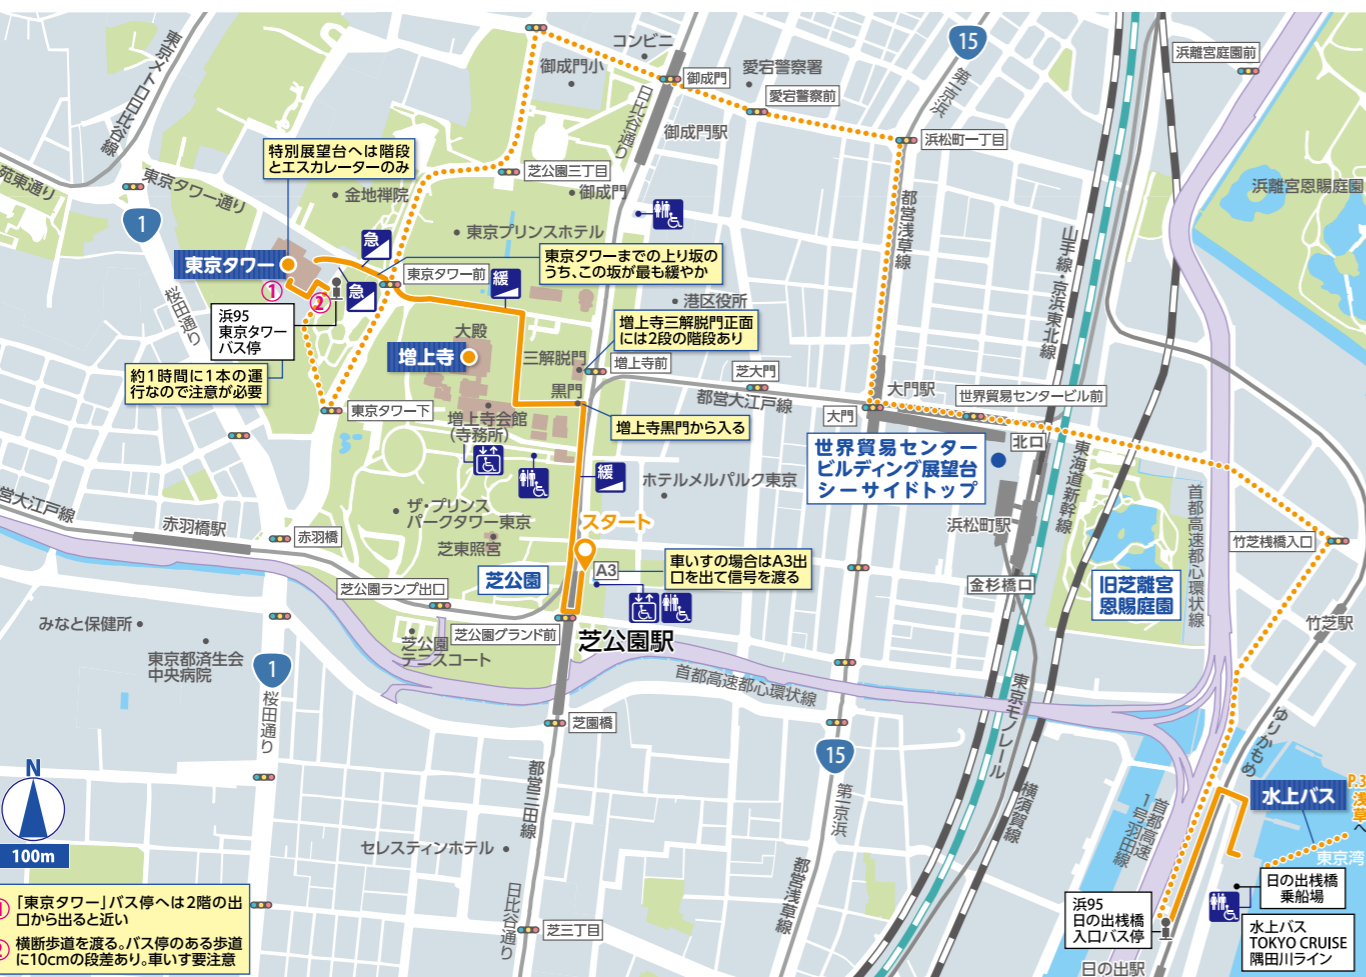 コンビニ
15
御成門小
愛宕警察署
御成門
浜離宮庭園前
愛宕警察前
東京メトロ日比谷線
日比谷通り
第一京浜
御成門駅
浜松町一丁目
特別展望台へは階段
とエスカレーターのみ
芝公園三丁目
苑東通り
東京タワー通り
金地禅院
御成門
都営浅草線
浜離宮恩賜庭園
1
東京プリンスホテル
急
山手線・京浜東北線
東京タワー
東京タワー前
東京タワーまでの上り坂の
うち、この坂が最も緩やか
緩
急
①
②
桜田通り
浜95
東京タワー
バス停
港区役所
大殿
増上寺三解脱門正面
には2段の階段あり
増上寺
三解脱門
増上寺前
芝大門
約1時間に1本の運
行なので注意が必要
黒門
都営大江戸線
大門駅
世界貿易センタービル前
東京タワー下
大門
増上寺会館
(寺務所)
増上寺黒門から入る
世界貿易センター
ビルディング展望台
シーサイドトップ
北口
東海道新幹線
緩
ホテルメルパルク東京
首都高速都心環状線
営大江戸線
赤羽橋駅
赤羽橋
ザ・プリンス
パークタワー東京
スタート
浜松町駅
竹芝桟橋入口
芝東照宮
芝公園
A3
車いすの場合はA3出
口を出て信号を渡る
芝公園ランプ出口
金杉橋口
旧芝離宮
恩賜庭園
みなと保健所
芝公園グランド前
芝公園駅
竹芝駅
芝公園
テニスコート
東京都済生会
中央病院
1
首都高速都心環状線
東京モノレール
桜田通り
芝園橋
ゆりかもめ
15
N
都営三田線
第一京浜
横須賀線
首都高速
1号羽田線
水上バス
P.3
浅草へ
100m
セレスティンホテル
東京湾
都営浅草線
日の出桟橋
乗船場
① 「東京タワー」バス停へは2階の出
口から出ると近い
日比谷通り
浜95
日の出桟橋
入口バス停
水上バス
TOKYO CRUISE
隅田川ライン
② 横断歩道を渡る。バス停のある歩道
に10cmの段差あり。車いす要注意
芝三丁目
日の出駅